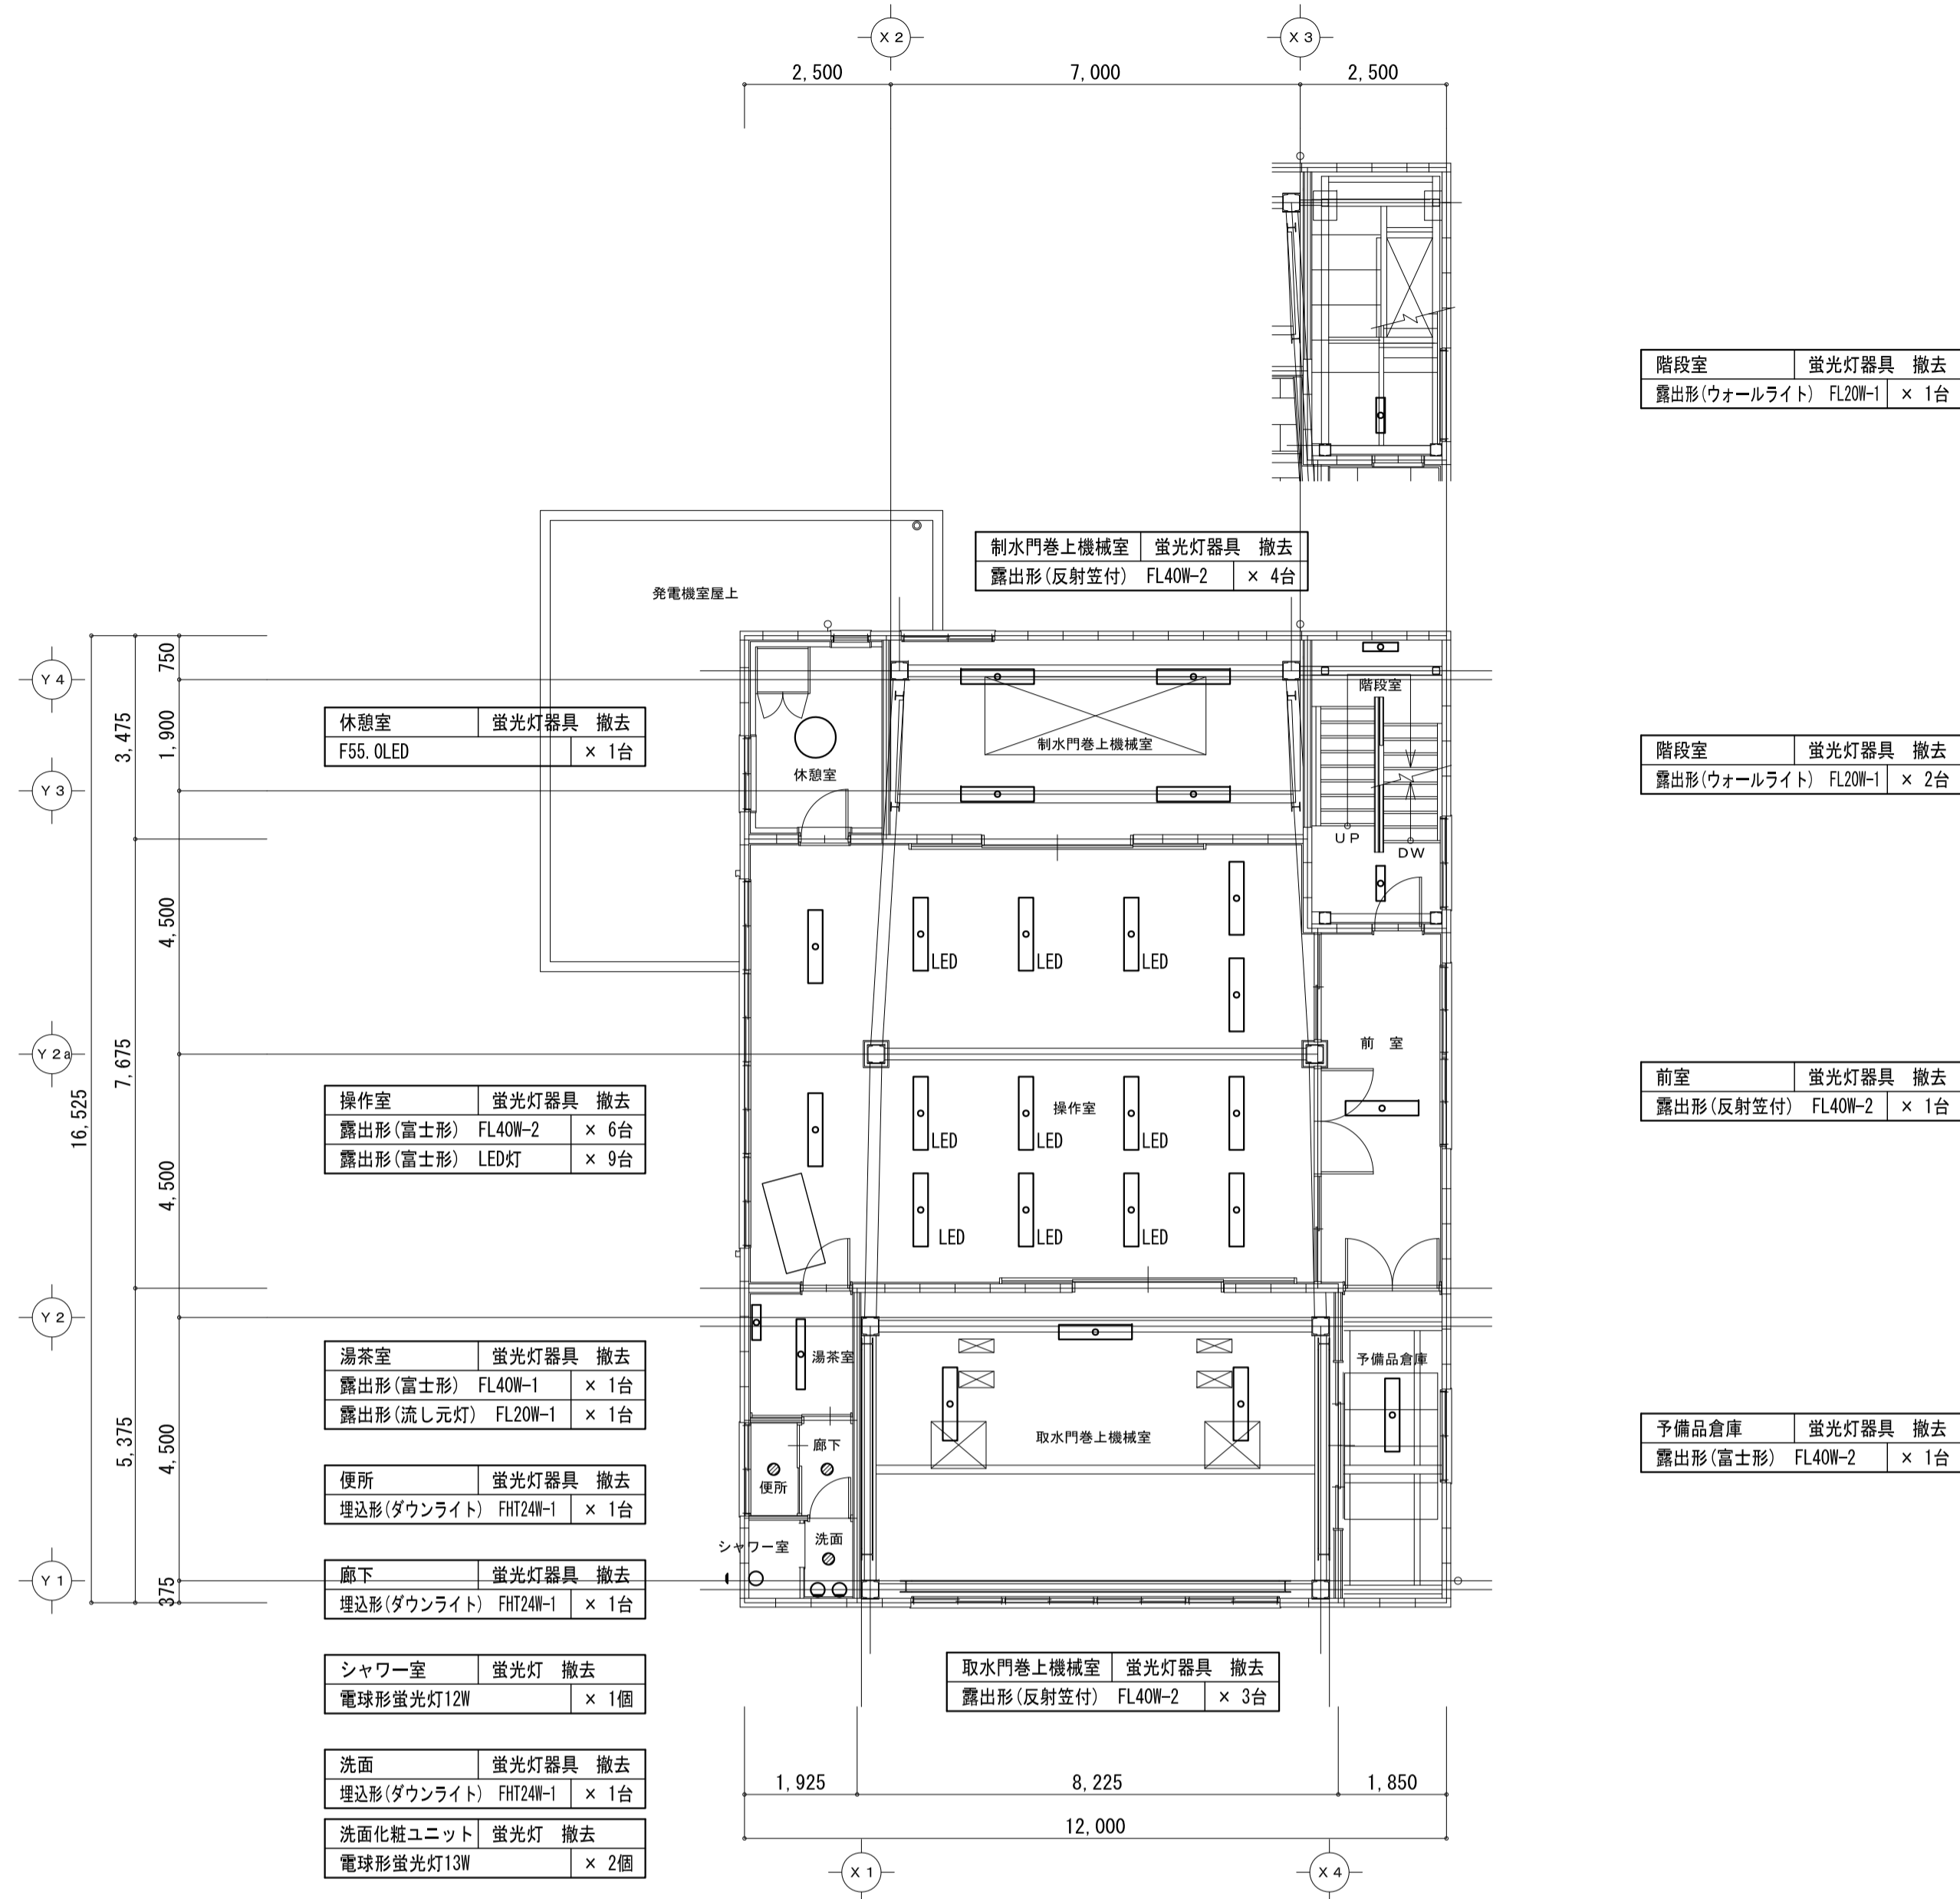 X2
X3
2,500
7,000
2,500
階段室 蛍光灯器具 撤去
露出形(ウォールライト) FL20W-1 × 1台
制水門巻上機械室 蛍光灯器具 撤去
露出形(反射笠付) FL40W-2 × 4台
発電機室屋上
750
Y4
3,475
1,900
Y3
休憩室 蛍光灯器具 撤去
F55.0LED × 1台
階段室
制水門巻上機械室
休憩室
階段室 蛍光灯器具 撤去
露出形(ウォールライト) FL20W-1 × 2台
UP
DW
4,500
LED
LED
LED
前 室
Y2a
7,675
16,525
操作室 蛍光灯器具 撤去
露出形(富士形) FL40W-2 × 6台
露出形(富士形) LED灯 × 9台
操作室
LED
LED
LED
前室 蛍光灯器具 撤去
露出形(反射笠付) FL40W-2 × 1台
4,500
LED
LED
LED
Y2
湯茶室 蛍光灯器具 撤去
露出形(富士形) FL40W-1 × 1台
露出形(流し元灯) FL20W-1 × 1台
湯茶室
予備品倉庫
5,375
4,500
廊下
取水門巻上機械室
予備品倉庫 蛍光灯器具 撤去
露出形(富士形) FL40W-2 × 1台
便所 蛍光灯器具 撤去
埋込形(ダウンライト) FHT24W-1 × 1台
便所
シャワー室
洗面
Y1
375
廊下 蛍光灯器具 撤去
埋込形(ダウンライト) FHT24W-1 × 1台
シャワー室 蛍光灯 撤去
電球形蛍光灯12W × 1個
取水門巻上機械室 蛍光灯器具 撤去
露出形(反射笠付) FL40W-2 × 3台
洗面 蛍光灯器具 撤去
埋込形(ダウンライト) FHT24W-1 × 1台
洗面化粧ユニット 蛍光灯 撤去
電球形蛍光灯13W × 2個
1,925
8,225
1,850
12,000
X1
X4